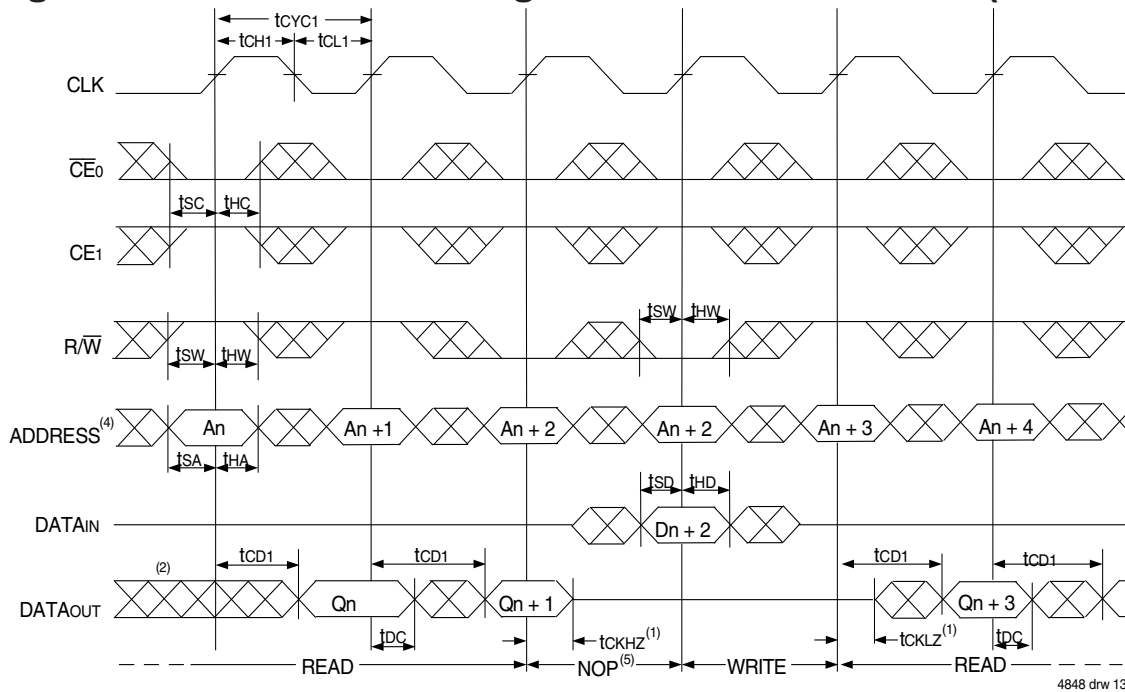 tCYC1
tCH1 tCL1
CLK
CE0
tSC tHC
CE1
tSW tHW
R/W
tSW tHW
ADDRESS(4) An An +1 An + 2 An + 2 An + 3 An + 4
tSA tHA
tSD tHD
DATAIN Dn + 2
tCD1 tCD1 tCD1 tCD1
(2)
DATAOUT Qn Qn + 1 Qn + 3
tDC tCKHZ(1) tCKLZ(1) tDC
READ NOP(5) WRITE READ
4848 drw 13